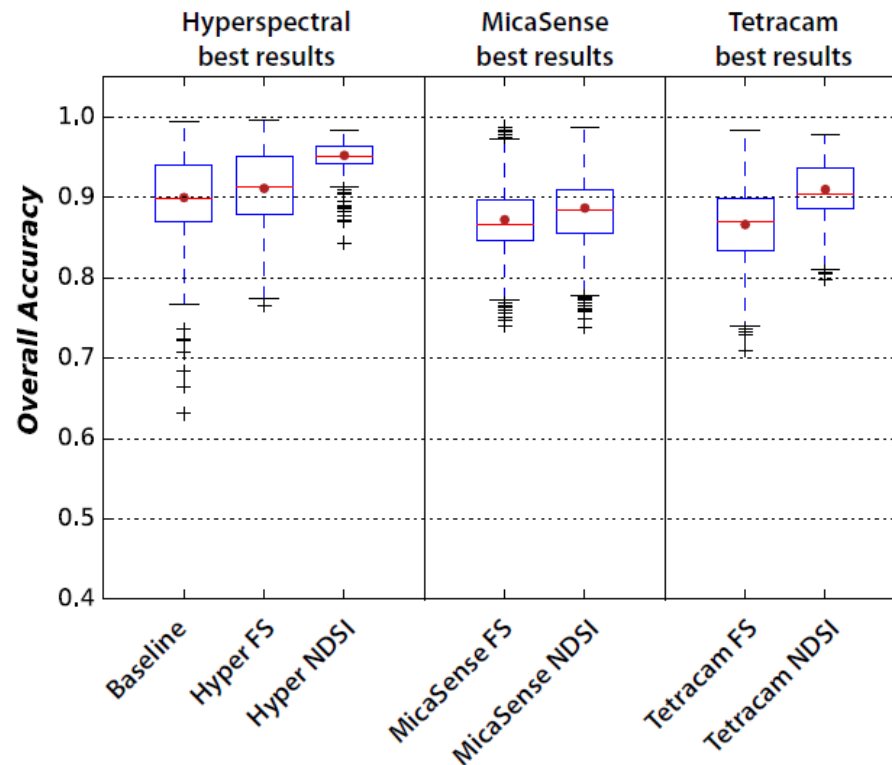 Hyperspectral
best results
MicaSense
best results
Tetracam
best results
Overall Accuracy
1.0
0.9
0.8
0.7
0.6
0.5
0.4
Baseline
Hyper FS
Hyper NDSI
MicaSense FS
MicaSense NDSI
Tetracam FS
Tetracam NDSI